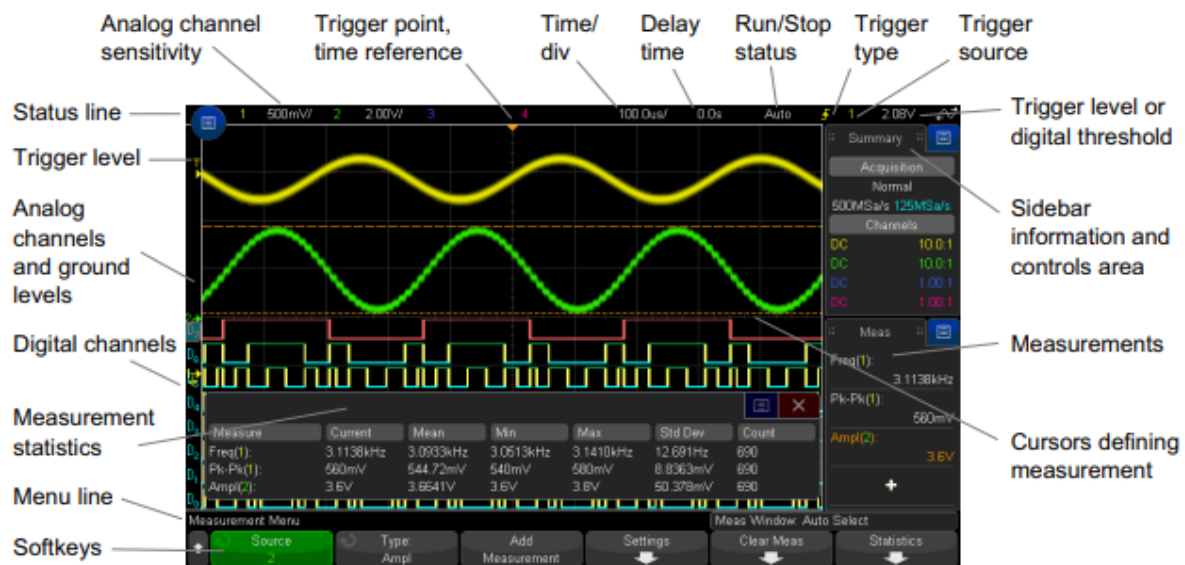 Analog channel
sensitivity
Trigger point,
time reference
Time/
div
Delay
time
Run/Stop
status
Trigger
type
Trigger
source
Status line
1 500mV/ 2 2.00V/ 3 4 100.0us/ 0.0s Auto 1 2.08V
Trigger level or
digital threshold
Trigger level
T
Summary
Acquisition
Normal
500MSa/s 125MSa/s
Channels
DC 10.0:1
DC 10.0:1
DC 1.00:1
DC 1.00:1
Analog
channels
and ground
levels
Sidebar
information and
controls area
Digital channels
D6
D4
D3
D2
D1
D0
Meas
Freq(1):
3.1138kHz
Pk-Pk(1):
560mV
Ampl(2):
3.6V
Measurements
Measurement
statistics
Measure Current Mean Min Max Std Dev Count
Freq(1): 3.1138kHz 3.0933kHz 3.0513kHz 3.1410kHz 12.691Hz 690
Pk-Pk(1): 560mV 544.72mV 540mV 580mV 8.8363mV 690
Ampl(2): 3.6V 3.6641V 3.6V 3.8V 50.378mV 690
Cursors defining
measurement
Menu line
Measurement Menu
Meas Window: Auto Select
Softkeys
Source
2
Type:
Ampl
Add
Measurement
Settings
Clear Meas
Statistics